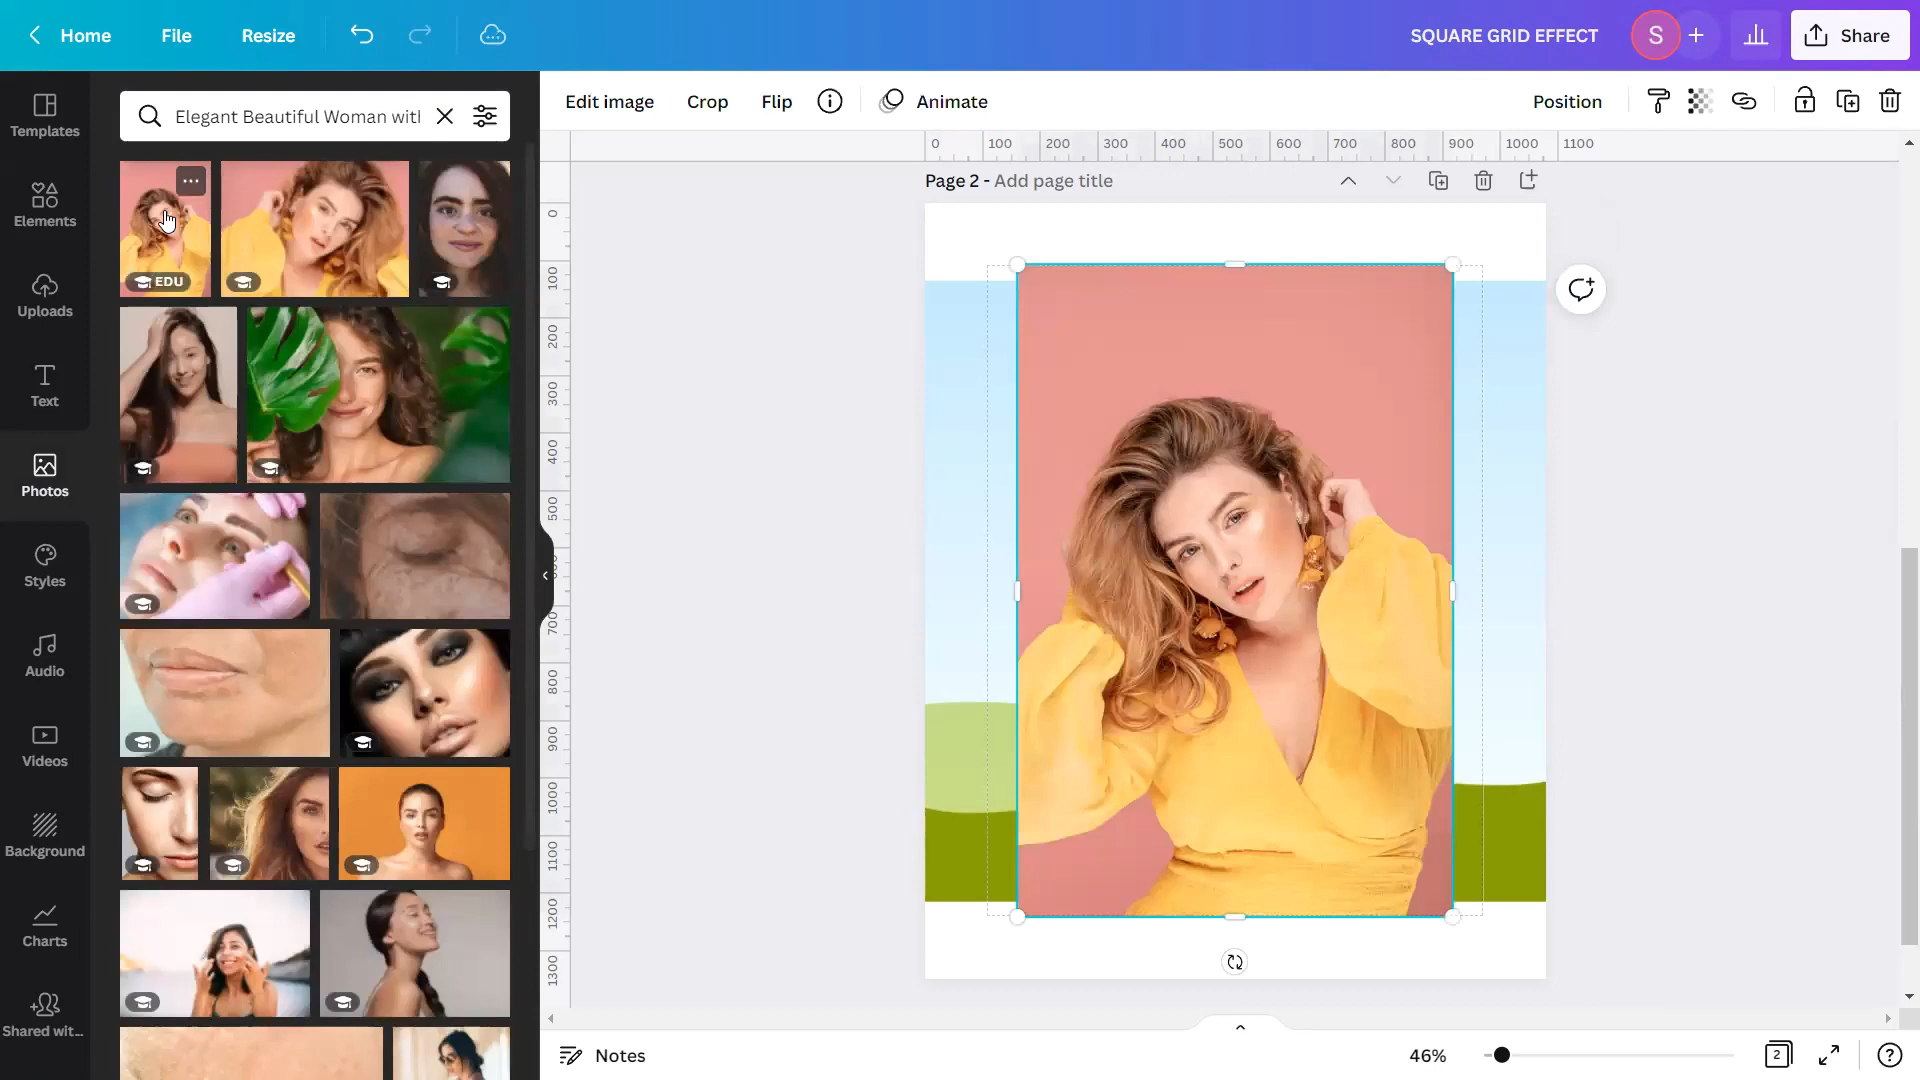 Home File Resize SQUARE GRID EFFECT S + Share
Templates
Elements
Uploads
Text
Photos
Styles
Audio
Videos
Background
Charts
Shared wit...
Elegant Beautiful Woman wit
EDU
Edit image Crop Flip Animate Position
0 100 200 300 400 500 600 700 800 900 1000 1100
Page 2 - Add page title
0
100
200
300
400
500
700
800
900
1000
1100
1200
1300
Notes 46% 2 ?